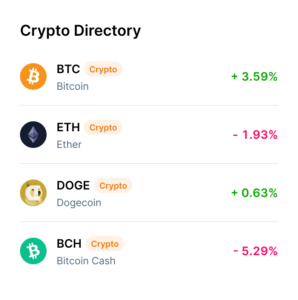 Crypto Directory
BTC Crypto
Bitcoin
+ 3.59%
ETH Crypto
Ether
- 1.93%
DOGE Crypto
Dogecoin
+ 0.63%
BCH Crypto
Bitcoin Cash
- 5.29%